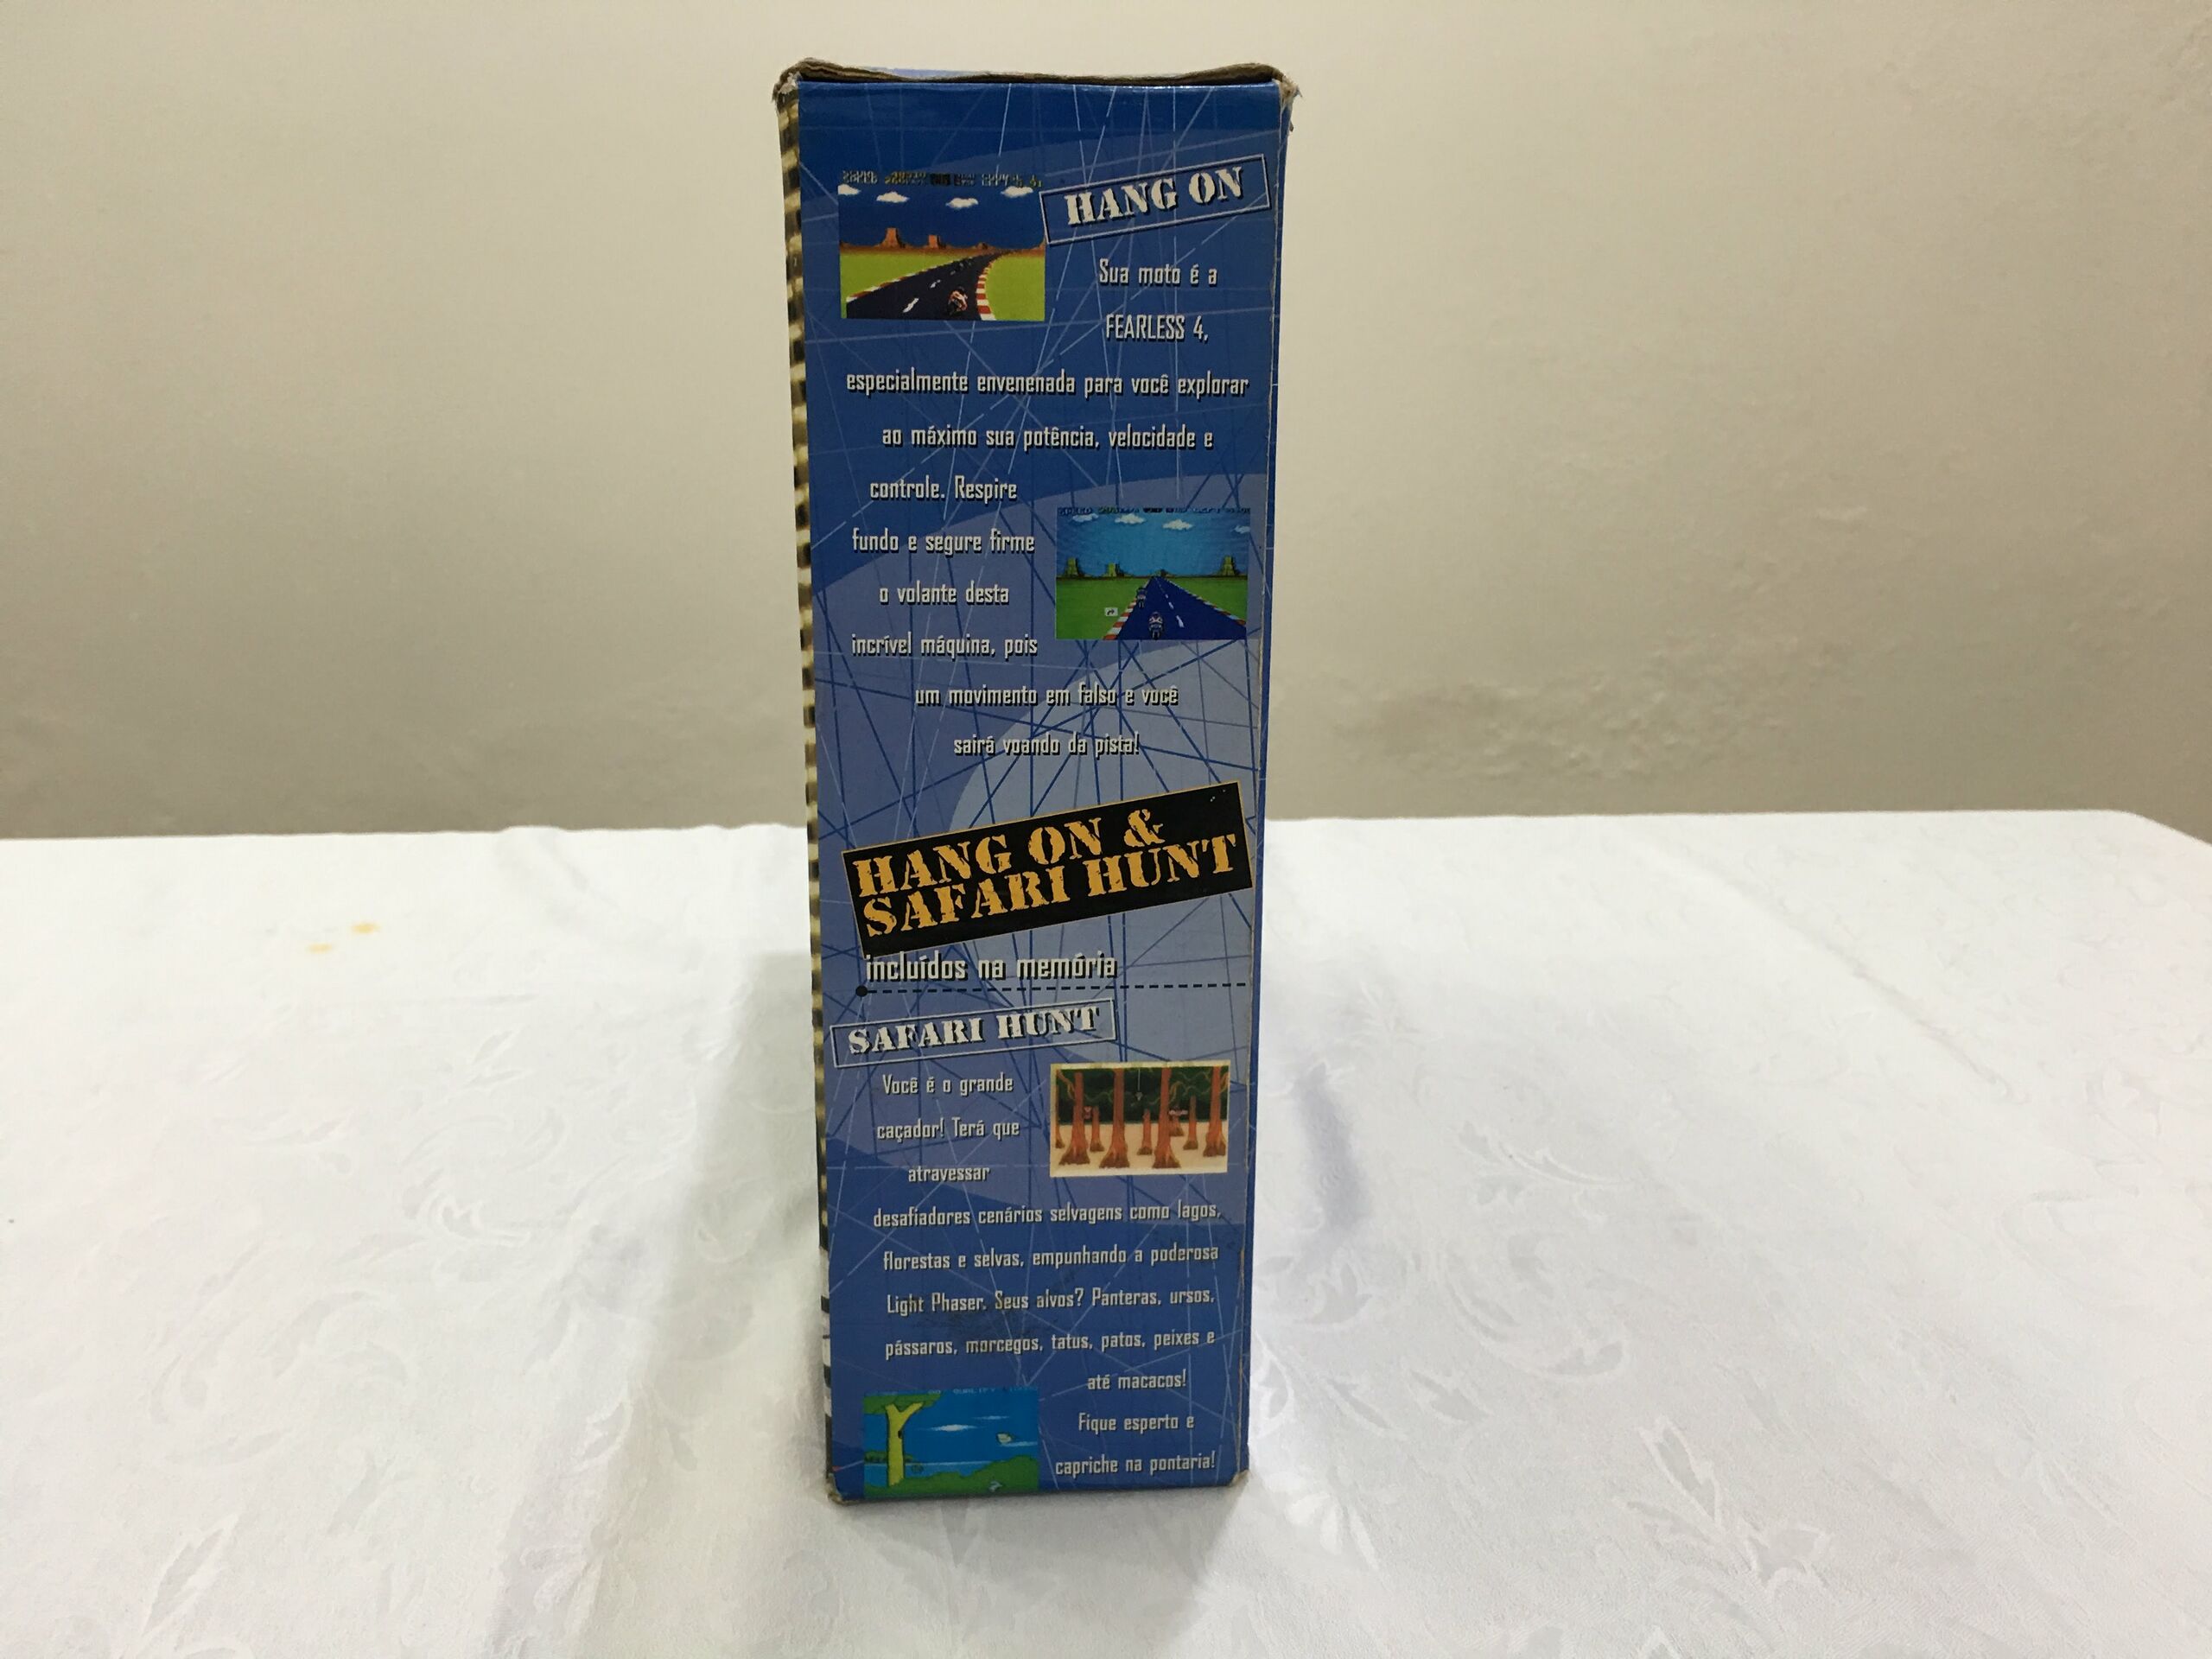 HANG ON
Sua moto é a
FEARLESS 4,
especialmente envenenada para você explorar
ao máximo sua potência, velocidade e
controle. Respire
fundo e segure firme
o volante desta
incrível máquina, pois
um movimento em falso e você
sairá voando da pista!
HANG ON &
SAFARI HUNT
incluídos na memória
SAFARI HUNT
Você é o grande
caçador! Terá que
atravessar
desafiadores cenários selvagens como lagos,
florestas e selvas, empunhando a poderosa
Light Phaser. Seus alvos? Panteras, ursos,
pássaros, morcegos, tatus, patos, peixes e
até macacos!
Fique esperto e
capriche na pontaria!